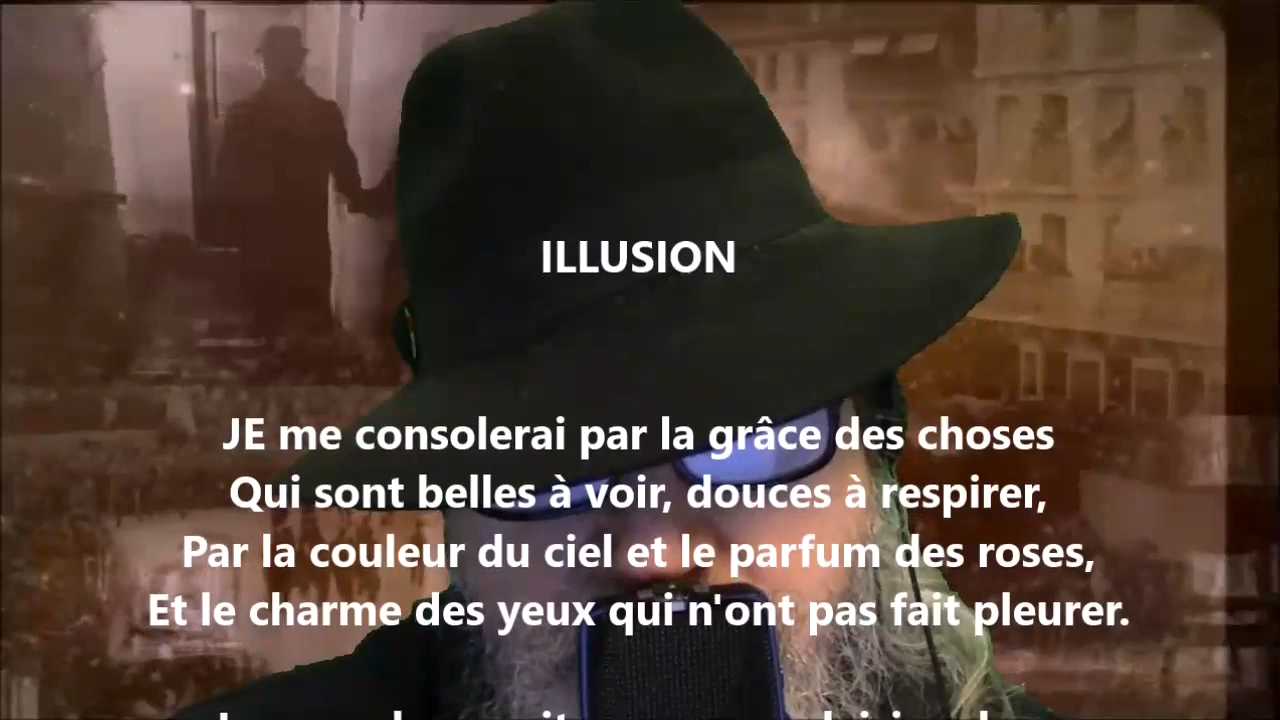 ILLUSION
JE me consolerai par la grâce des choses
Qui sont belles à voir, douces à respirer,
Par la couleur du ciel et le parfum des roses,
Et le charme des yeux qui n'ont pas fait pleurer.